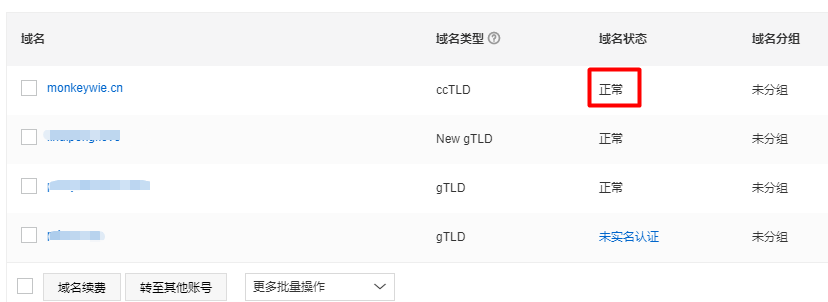 域名 域名类型 域名状态 域名分组
monkeywie.cn ccTLD 正常 未分组
New gTLD 正常 未分组
gTLD 正常 未分组
gTLD 未实名认证 未分组
域名续费 转至其他账号 更多批量操作